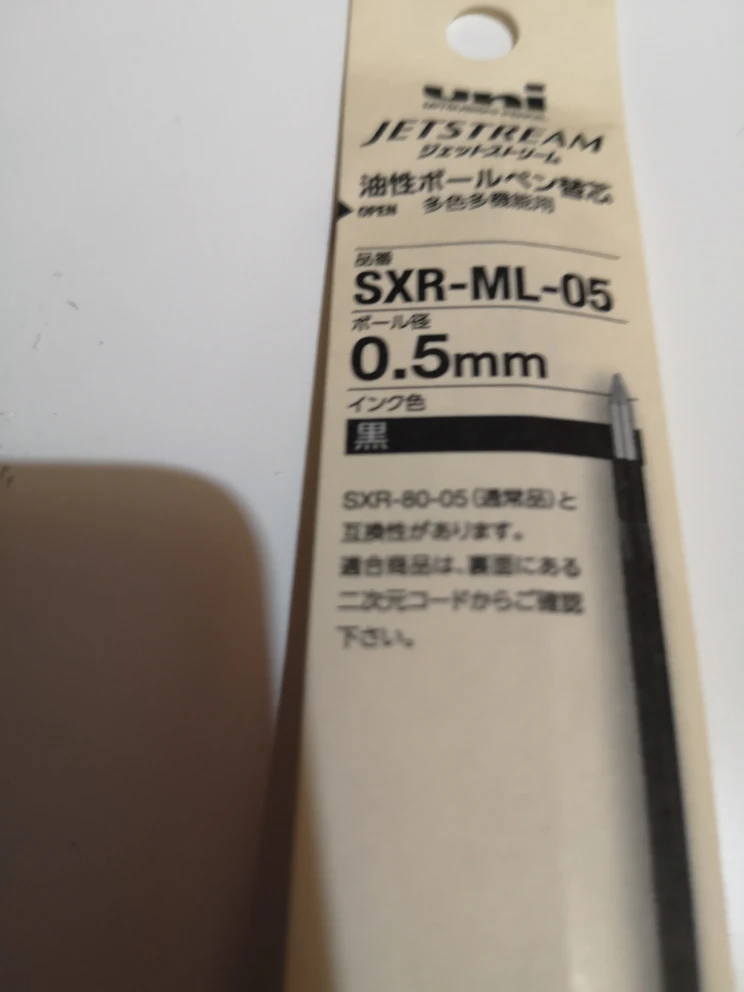 uni
MITSUBISHI PENCIL
JETSTREAM
ジェットストリーム
油性ボールペン替芯
OPEN 多色多機能用
品番
SXR-ML-05
ボール径
0.5mm
インク色
黒
SXR-80-05(通常品)と
互換性があります。
適合商品は、裏面にある
二次元コードからご確認
下さい。